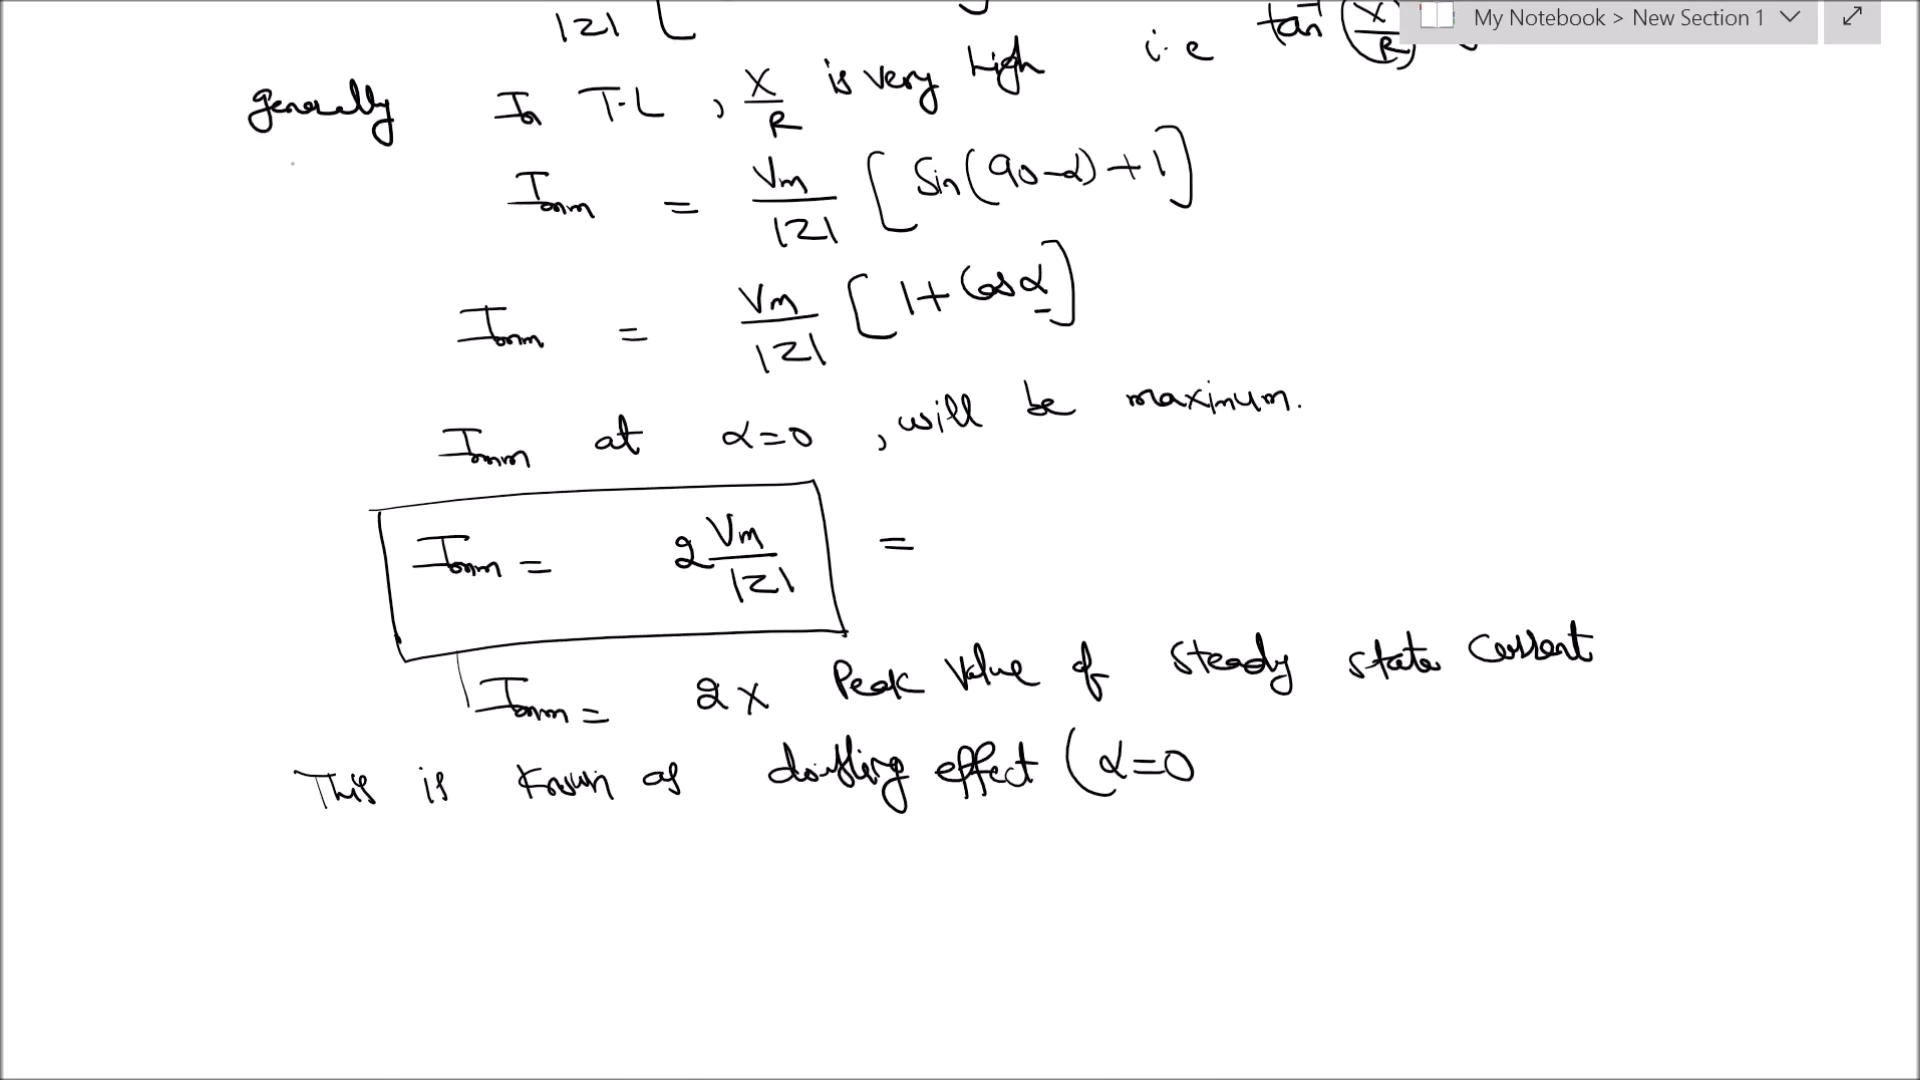 My Notebook > New Section 1
|Z| [
generally In T.L , X/R is very high i.e tan⁻¹(X/R)
Imm = Vm/|Z| [Sin(90-α)+1]
Imm = Vm/|Z| [1+Cosα]
Imm at α=0 , will be maximum.
Imm = 2 Vm/|Z| =
Imm = 2 x Peak Value of steady state current
This is known as doubling effect (α=0